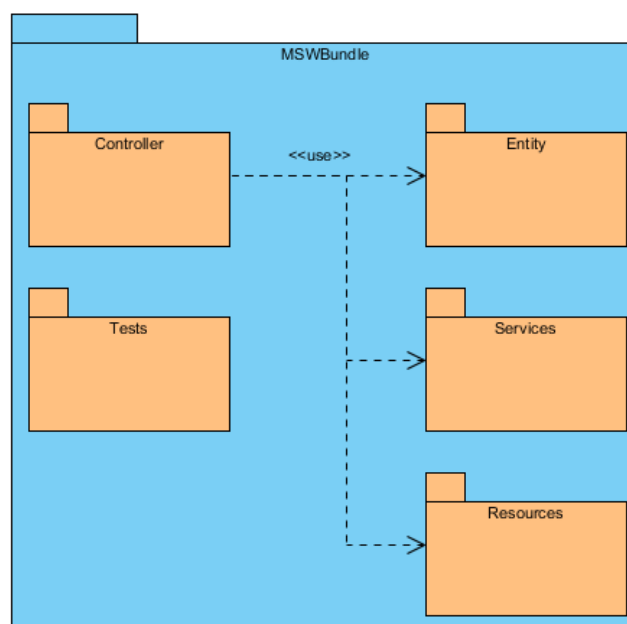 MSWBundle
Controller
<<use>>
Entity
Tests
Services
Resources